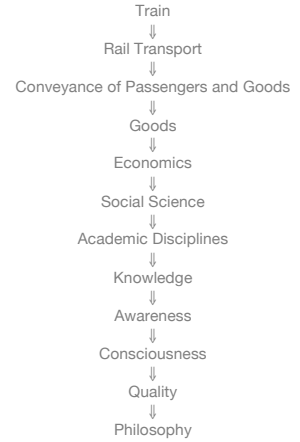 Train
⇓
Rail Transport
⇓
Conveyance of Passengers and Goods
⇓
Goods
⇓
Economics
⇓
Social Science
⇓
Academic Disciplines
⇓
Knowledge
⇓
Awareness
⇓
Consciousness
⇓
Quality
⇓
Philosophy